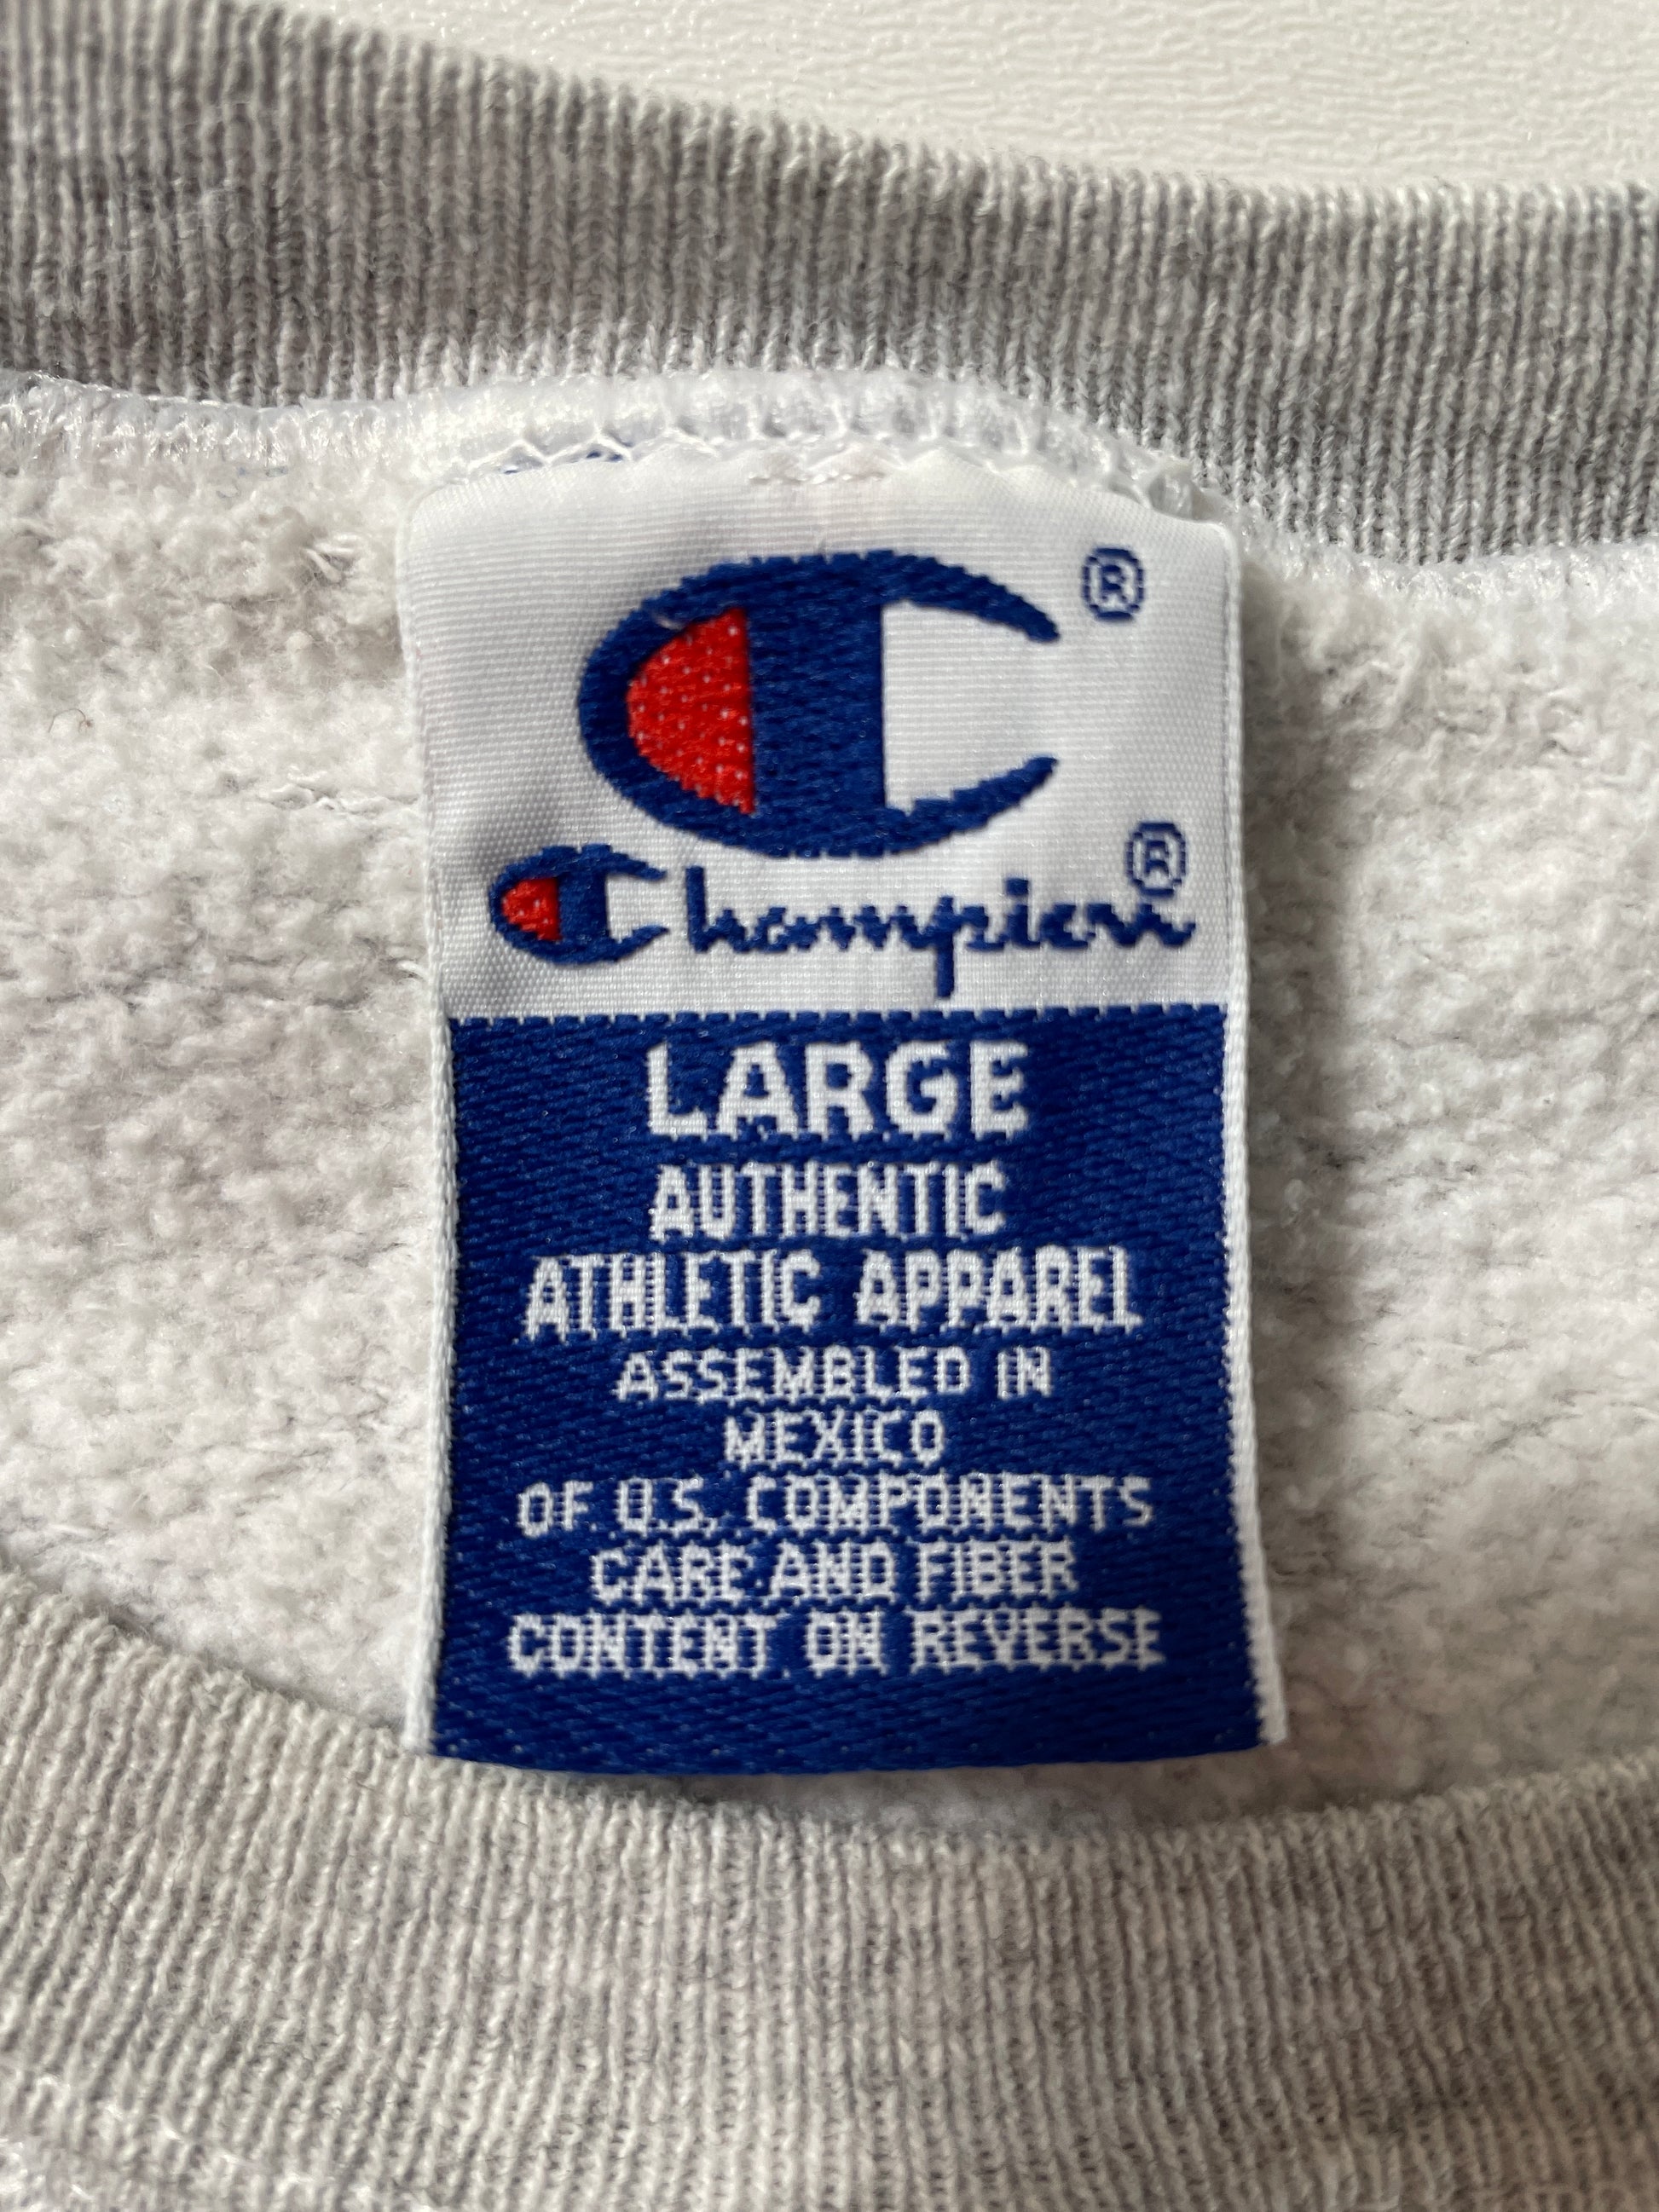 ®
Champion®
LARGE
AUTHENTIC
ATHLETIC APPAREL
ASSEMBLED IN
MEXICO
OF U.S. COMPONENTS
CARE AND FIBER
CONTENT ON REVERSE